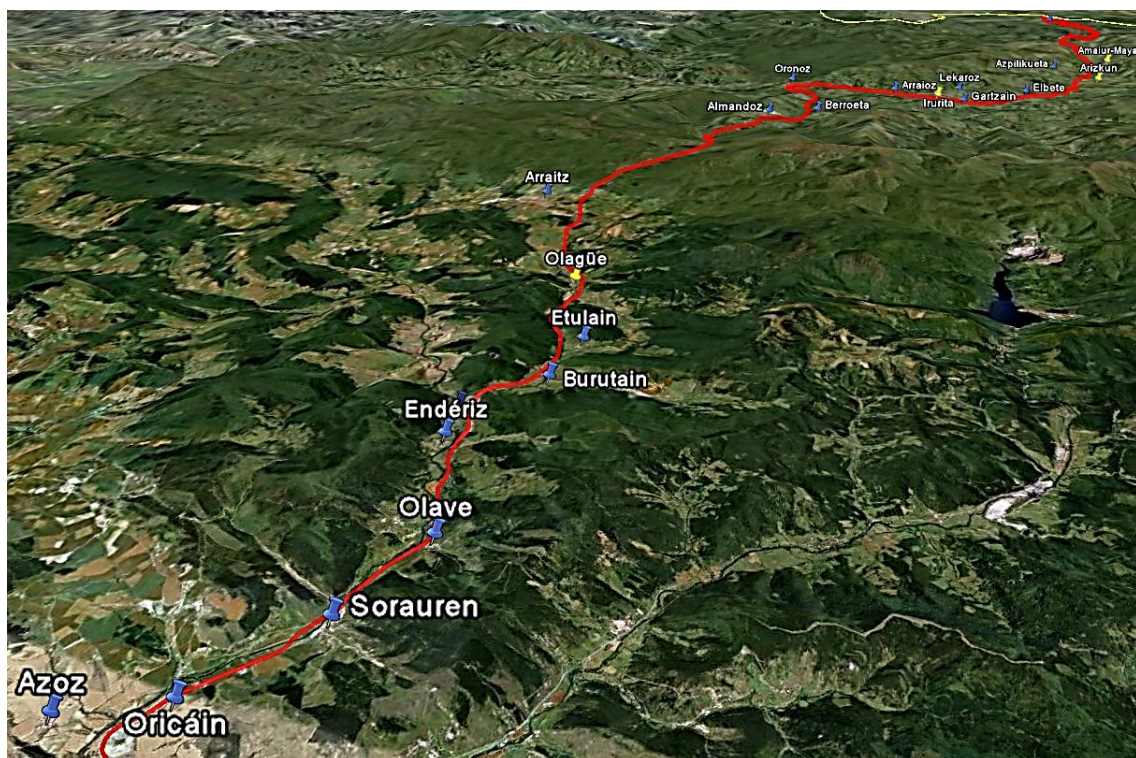 Amalur-Maya
Azpilikueta
Arizkun
Oronoz
Lekaroz
Arraioz
Elbete
Gartzain
Irurita
Almandoz
Berroeta
Arraitz
Olagüe
Etulain
Burutain
Endériz
Olave
Sorauren
Azoz
Oricáin